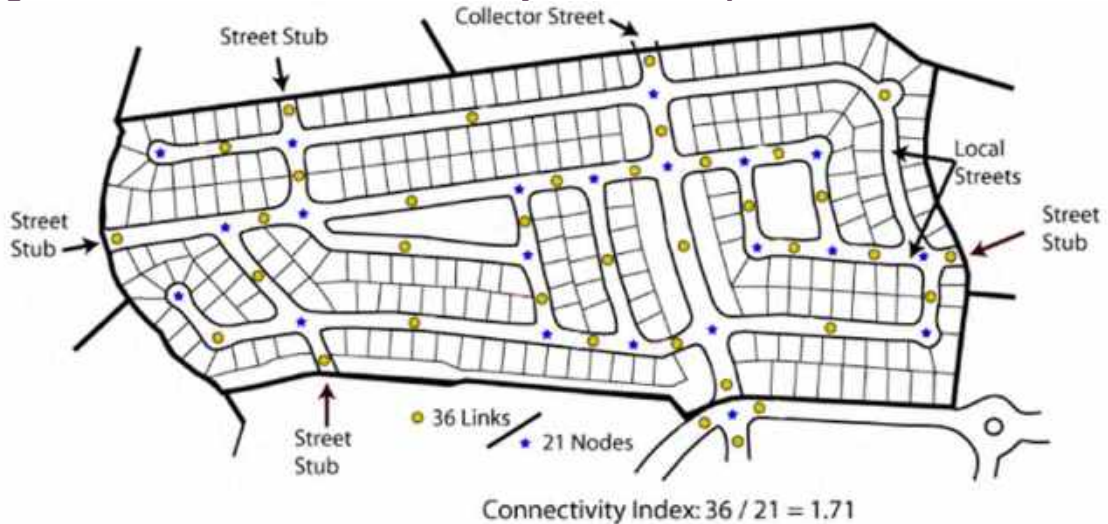 Collector Street
Street Stub
Local
Streets
Street
Stub
Street
Stub
36 Links
21 Nodes
Street
Stub
Connectivity Index: 36 / 21 = 1.71